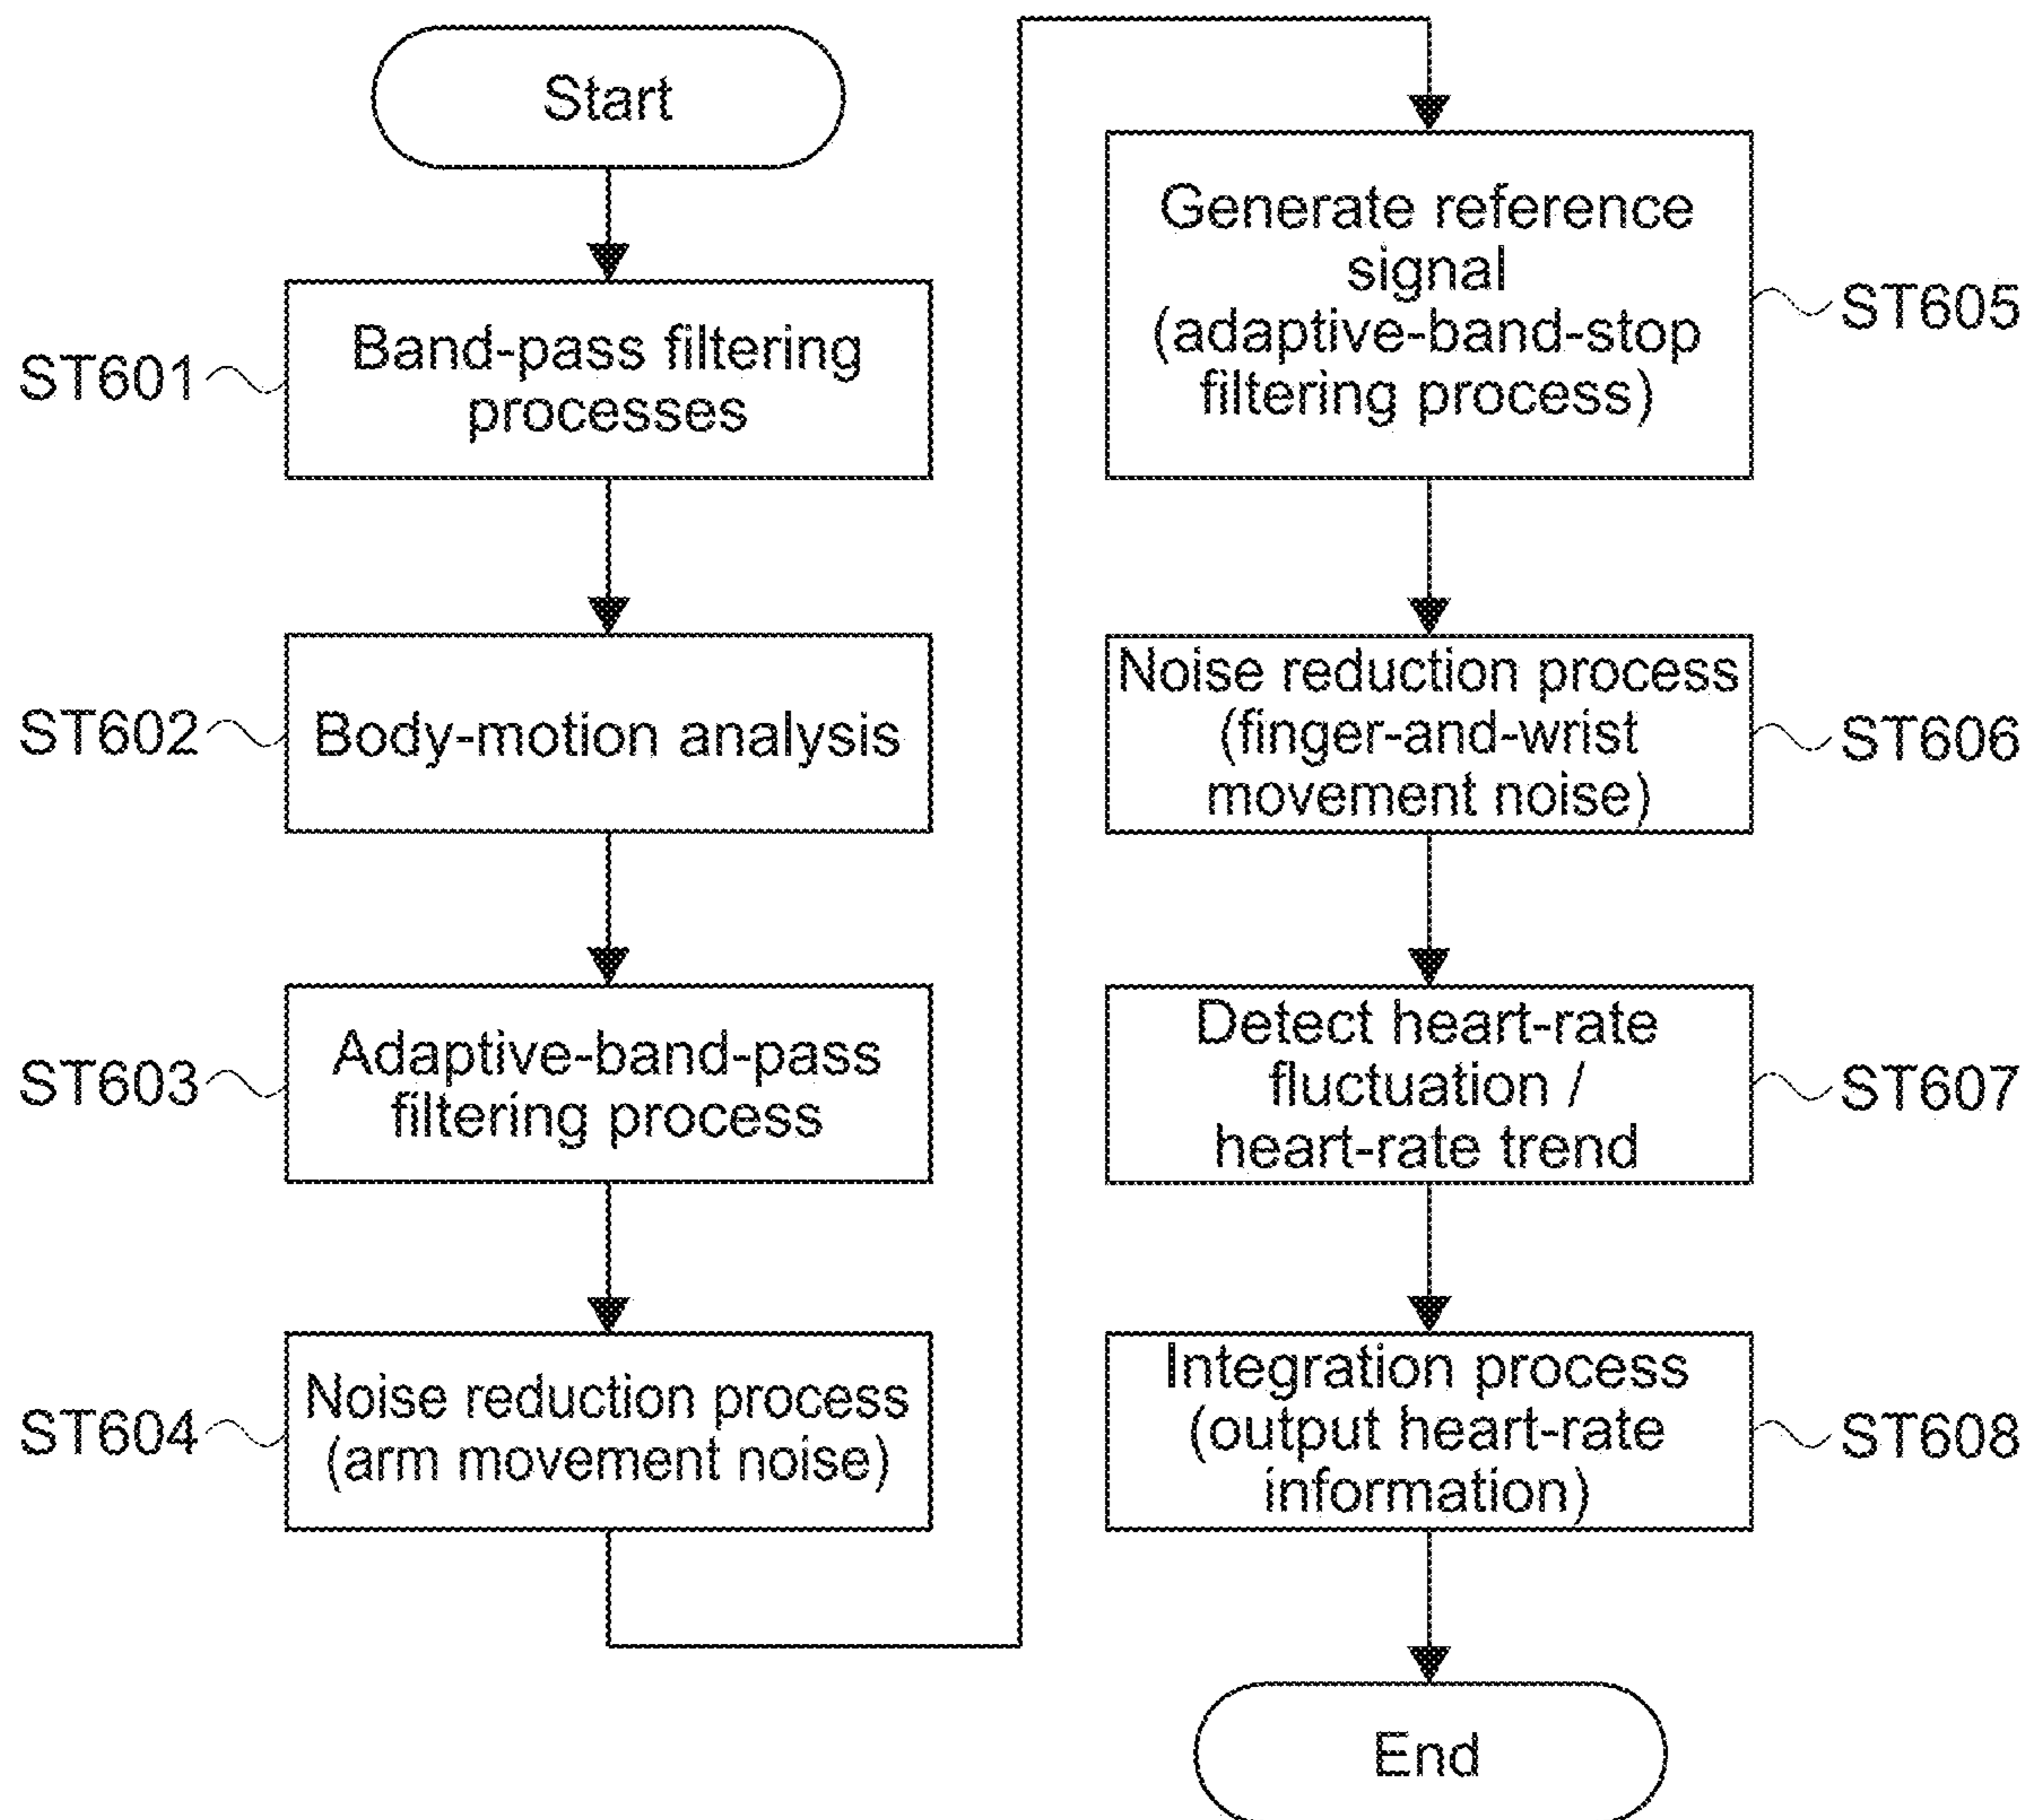 Start
ST601
Band-pass filtering
processes
ST602
Body-motion analysis
ST603
Adaptive-band-pass
filtering process
ST604
Noise reduction process
(arm movement noise)
Generate reference
signal
(adaptive-band-stop
filtering process)
ST605
Noise reduction process
(finger-and-wrist
movement noise)
ST606
Detect heart-rate
fluctuation /
heart-rate trend
ST607
Integration process
(output heart-rate
information)
ST608
End